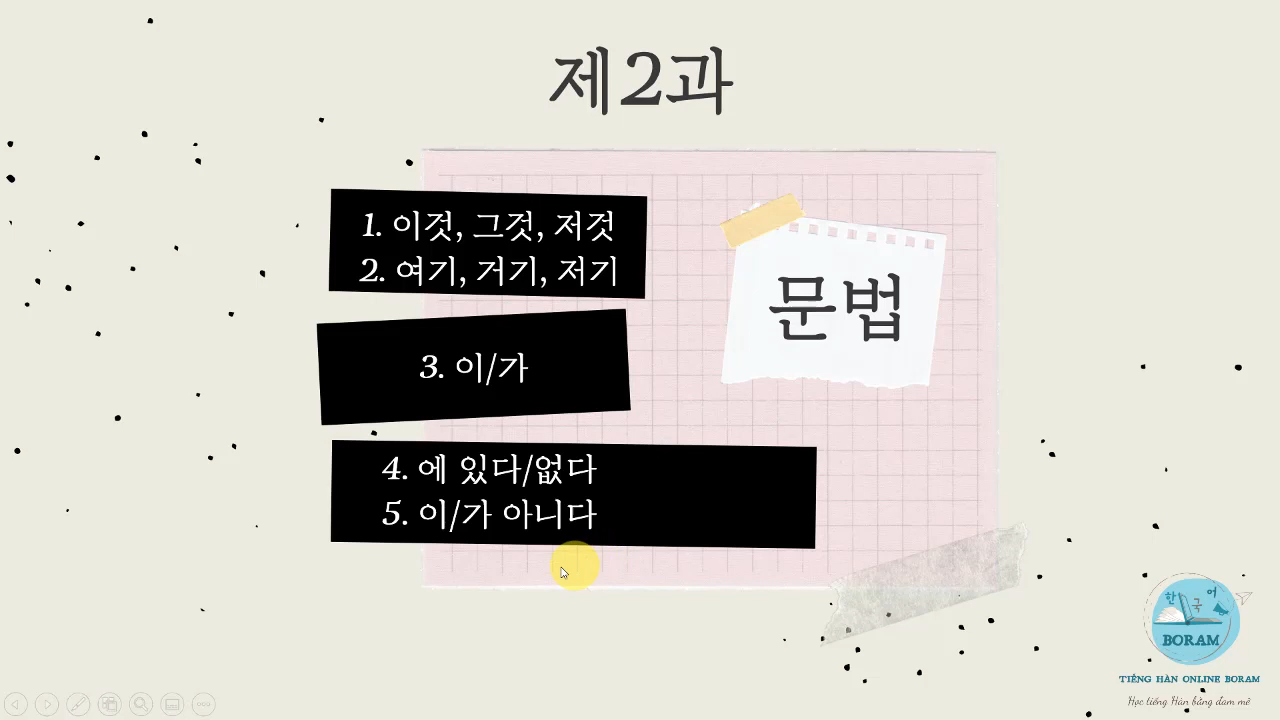 제2과
1. 이것, 그것, 저것
2. 여기, 거기, 저기
문법
3. 이/가
4. 에 있다/없다
5. 이/가 아니다
한국어
BORAM
TIẾNG HÀN ONLINE BORAM
Học tiếng Hàn bằng đam mê